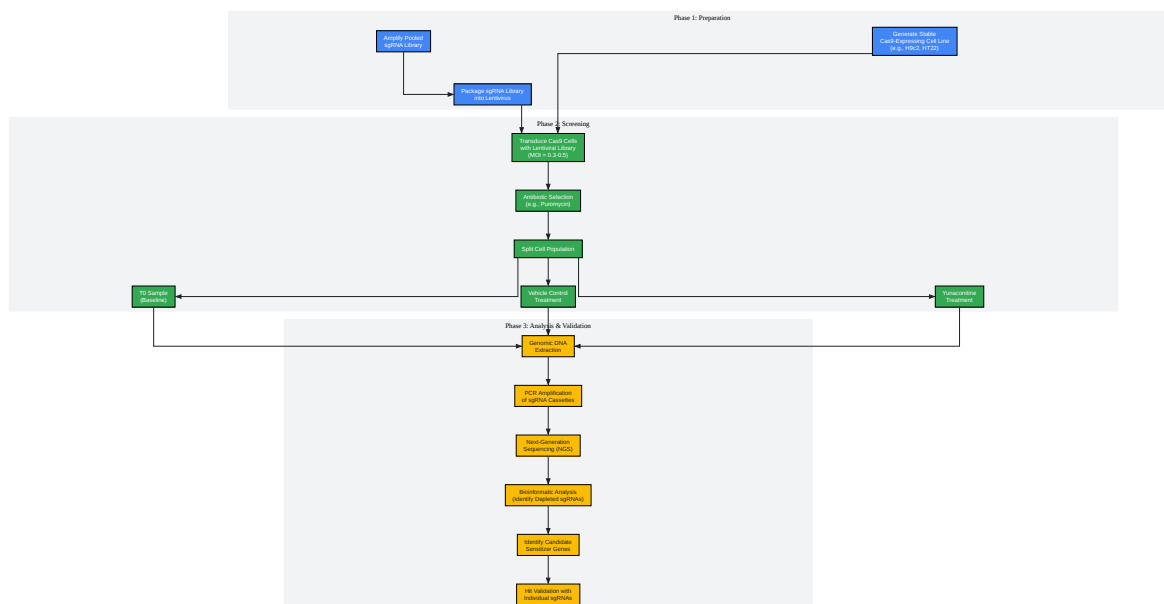 Phase 1: Preparation
Amplify Pooled
sgRNA Library
Generate Stable
Cas9-Expressing Cell Line
(e.g., H9c2, HT22)
Package sgRNA Library
into Lentivirus
Phase 2: Screening
Transduce Cas9 Cells
with Lentiviral Library
(MOI = 0.3-0.5)
Antibiotic Selection
(e.g., Puromycin)
Split Cell Population
T0 Sample
(Baseline)
Vehicle Control
Treatment
Yunaconitine
Treatment
Phase 3: Analysis & Validation
Genomic DNA
Extraction
PCR Amplification
of sgRNA Cassettes
Next-Generation
Sequencing (NGS)
Bioinformatic Analysis
(Identify Depleted sgRNAs)
Identify Candidate
Sensitizer Genes
Hit Validation with
Individual sgRNAs